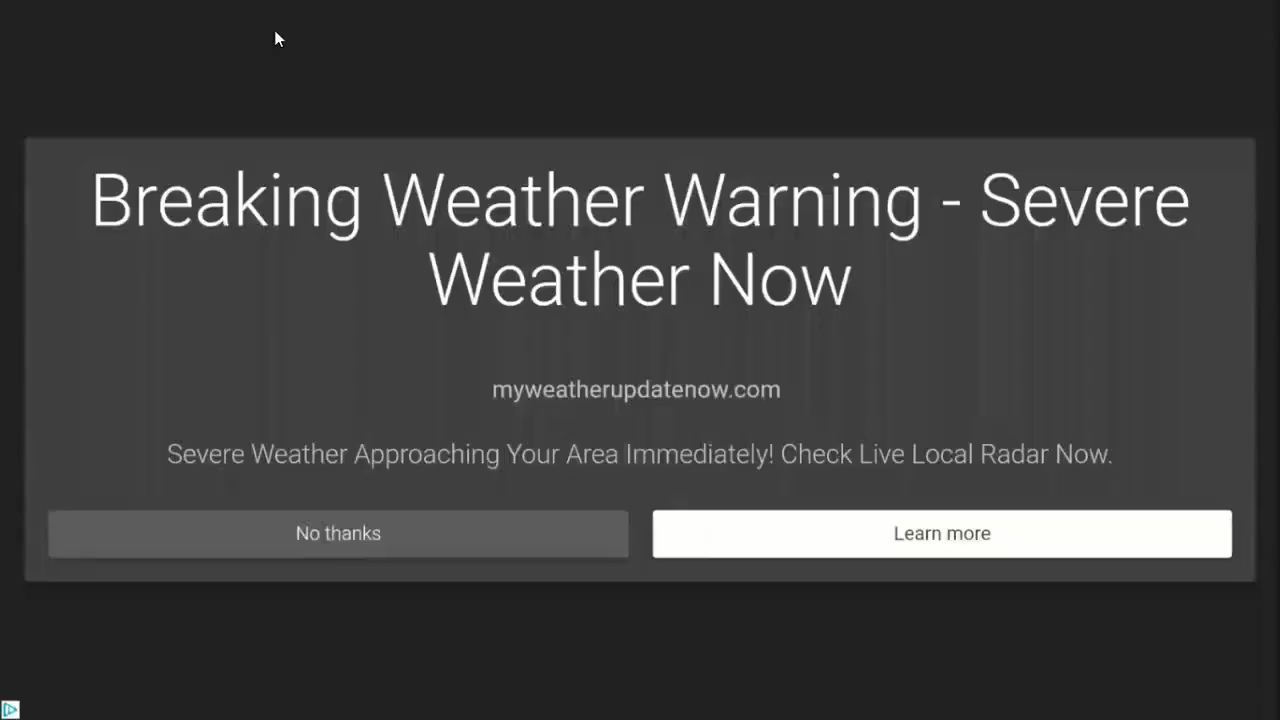 Breaking Weather Warning - Severe
Weather Now
myweatherupdatenow.com
Severe Weather Approaching Your Area Immediately! Check Live Local Radar Now.
No thanks
Learn more